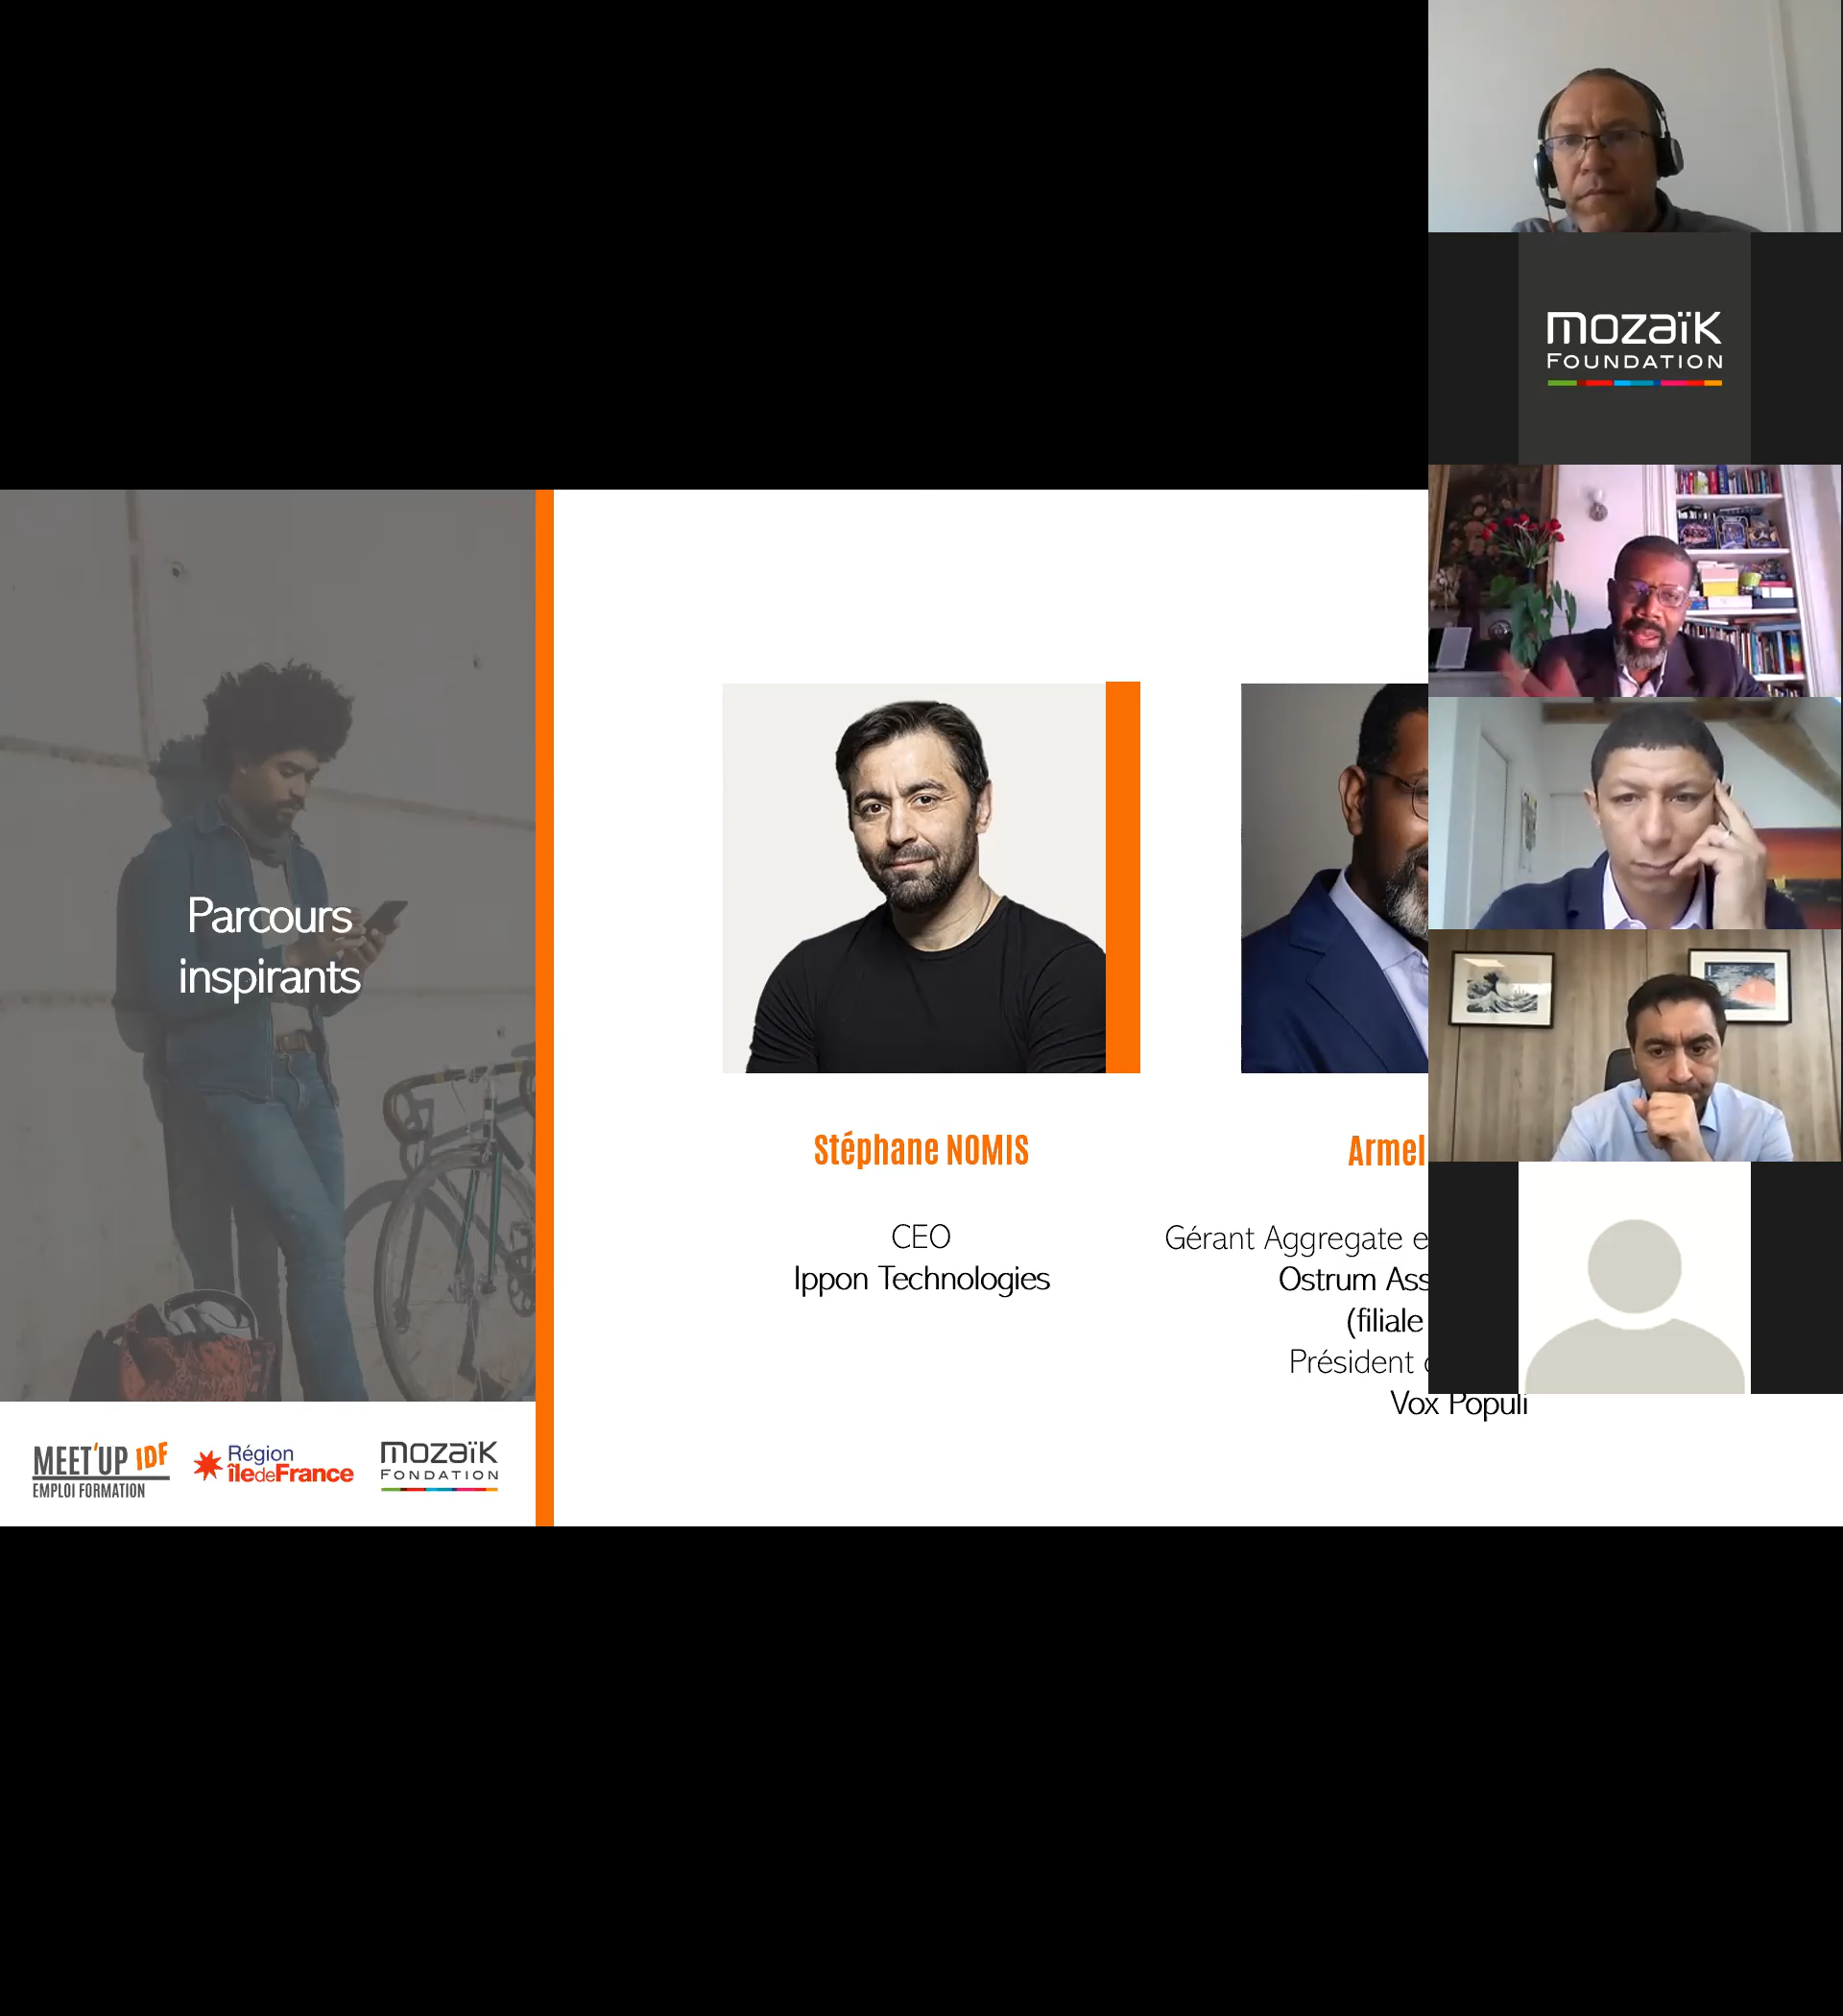 mozaïk
FOUNDATION
Parcours
inspirants
Stéphane NOMIS
CEO
Ippon Technologies
Armel
Gérant Aggregate
Ostrum
(filiale
Président
Vox Populi
MEET'UP IDF
EMPLOI FORMATION
Région
îledeFrance
mozaïk
FONDATION